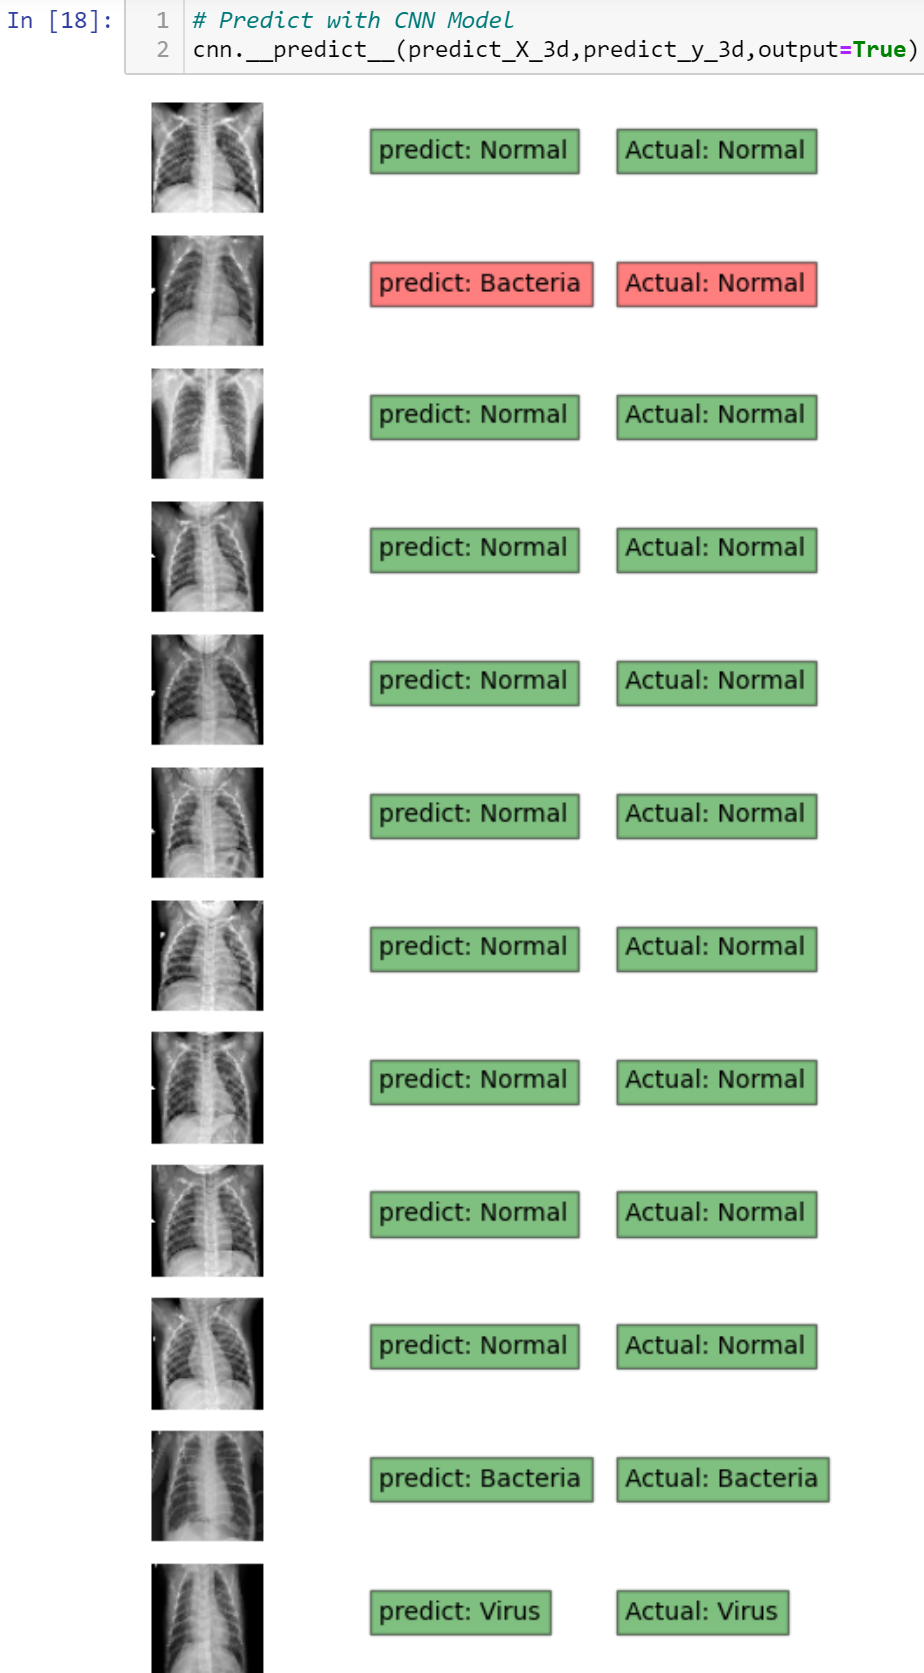 In [18]: 1 # Predict with CNN Model
2 cnn.__predict__(predict_X_3d,predict_y_3d,output=True)
predict: Normal Actual: Normal
predict: Bacteria Actual: Normal
predict: Normal Actual: Normal
predict: Normal Actual: Normal
predict: Normal Actual: Normal
predict: Normal Actual: Normal
predict: Normal Actual: Normal
predict: Normal Actual: Normal
predict: Normal Actual: Normal
predict: Normal Actual: Normal
predict: Bacteria Actual: Bacteria
predict: Virus Actual: Virus